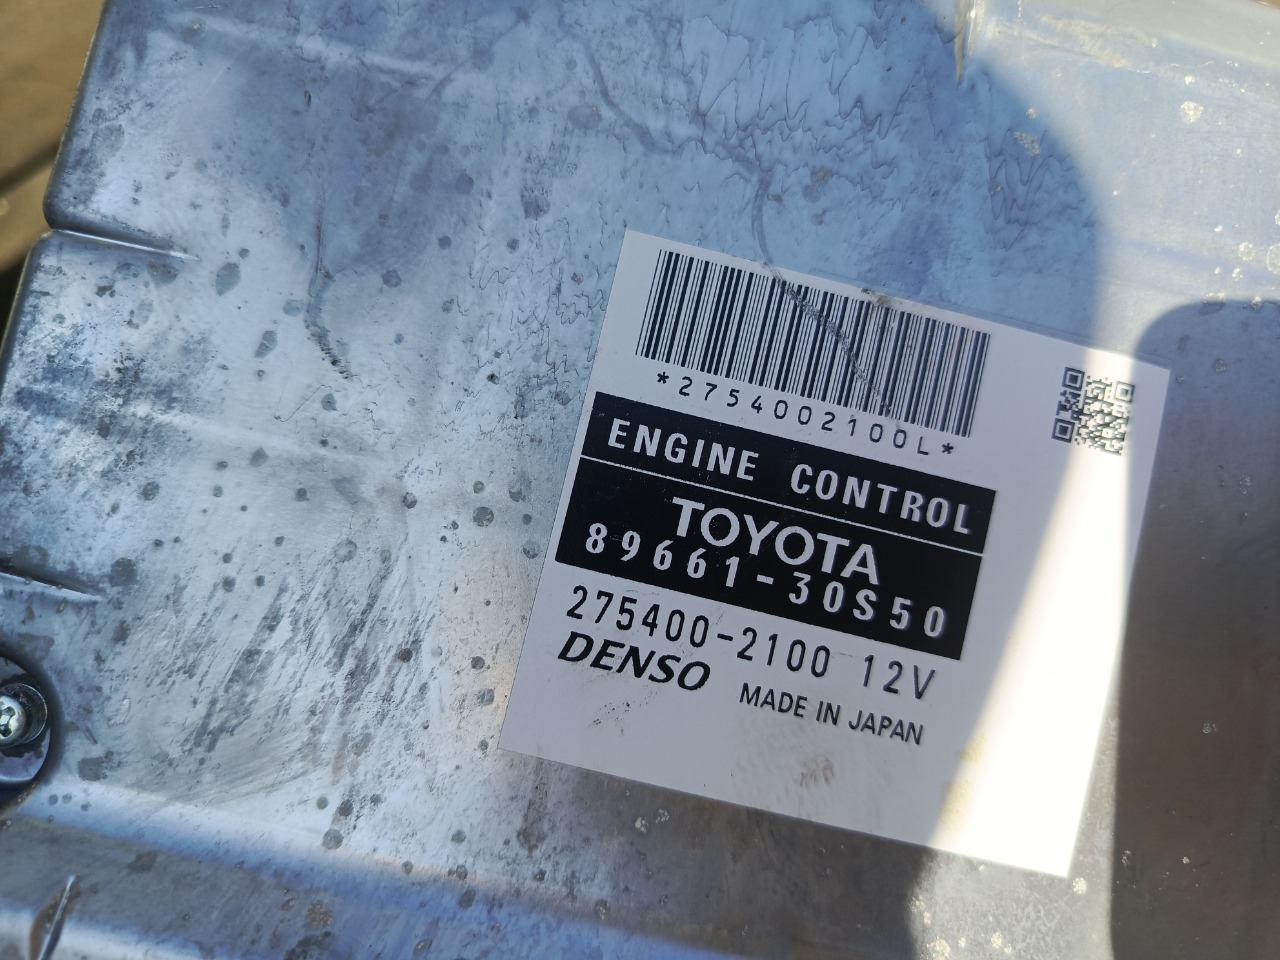 *2754002100L*
ENGINE CONTROL
TOYOTA
89661-30S50
275400-2100 12V
DENSO MADE IN JAPAN